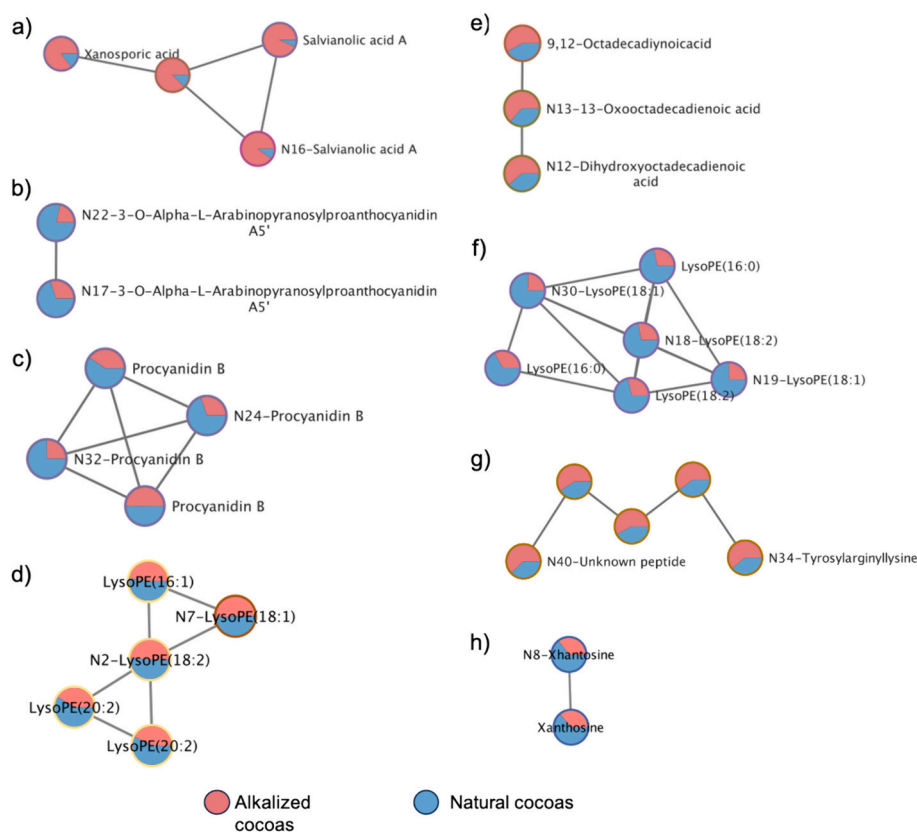 a)
Xanosporic acid
Salvianolic acid A
N16-Salvianolic acid A
b)
N22-3-O-Alpha-L-Arabinopyranosylproanthocyanidin
A5'
N17-3-O-Alpha-L-Arabinopyranosylproanthocyanidin
A5'
c)
Procyanidin B
N24-Procyanidin B
N32-Procyanidin B
Procyanidin B
d)
LysoPE(16:1)
N7-LysoPE(18:1)
N2-LysoPE(18:2)
LysoPE(20:2)
LysoPE(20:2)
e)
9,12-Octadecadiynoicacid
N13-13-Oxooctadecadienoic acid
N12-Dihydroxyoctadecadienoic
acid
f)
LysoPE(16:0)
N30-LysoPE(18:1)
N18-LysoPE(18:2)
LysoPE(16:0)
N19-LysoPE(18:1)
LysoPE(18:2)
g)
N40-Unknown peptide
N34-Tyrosylarginyllysine
h)
N8-Xhantosine
Xanthosine
Alkalized
cocoas
Natural cocoas